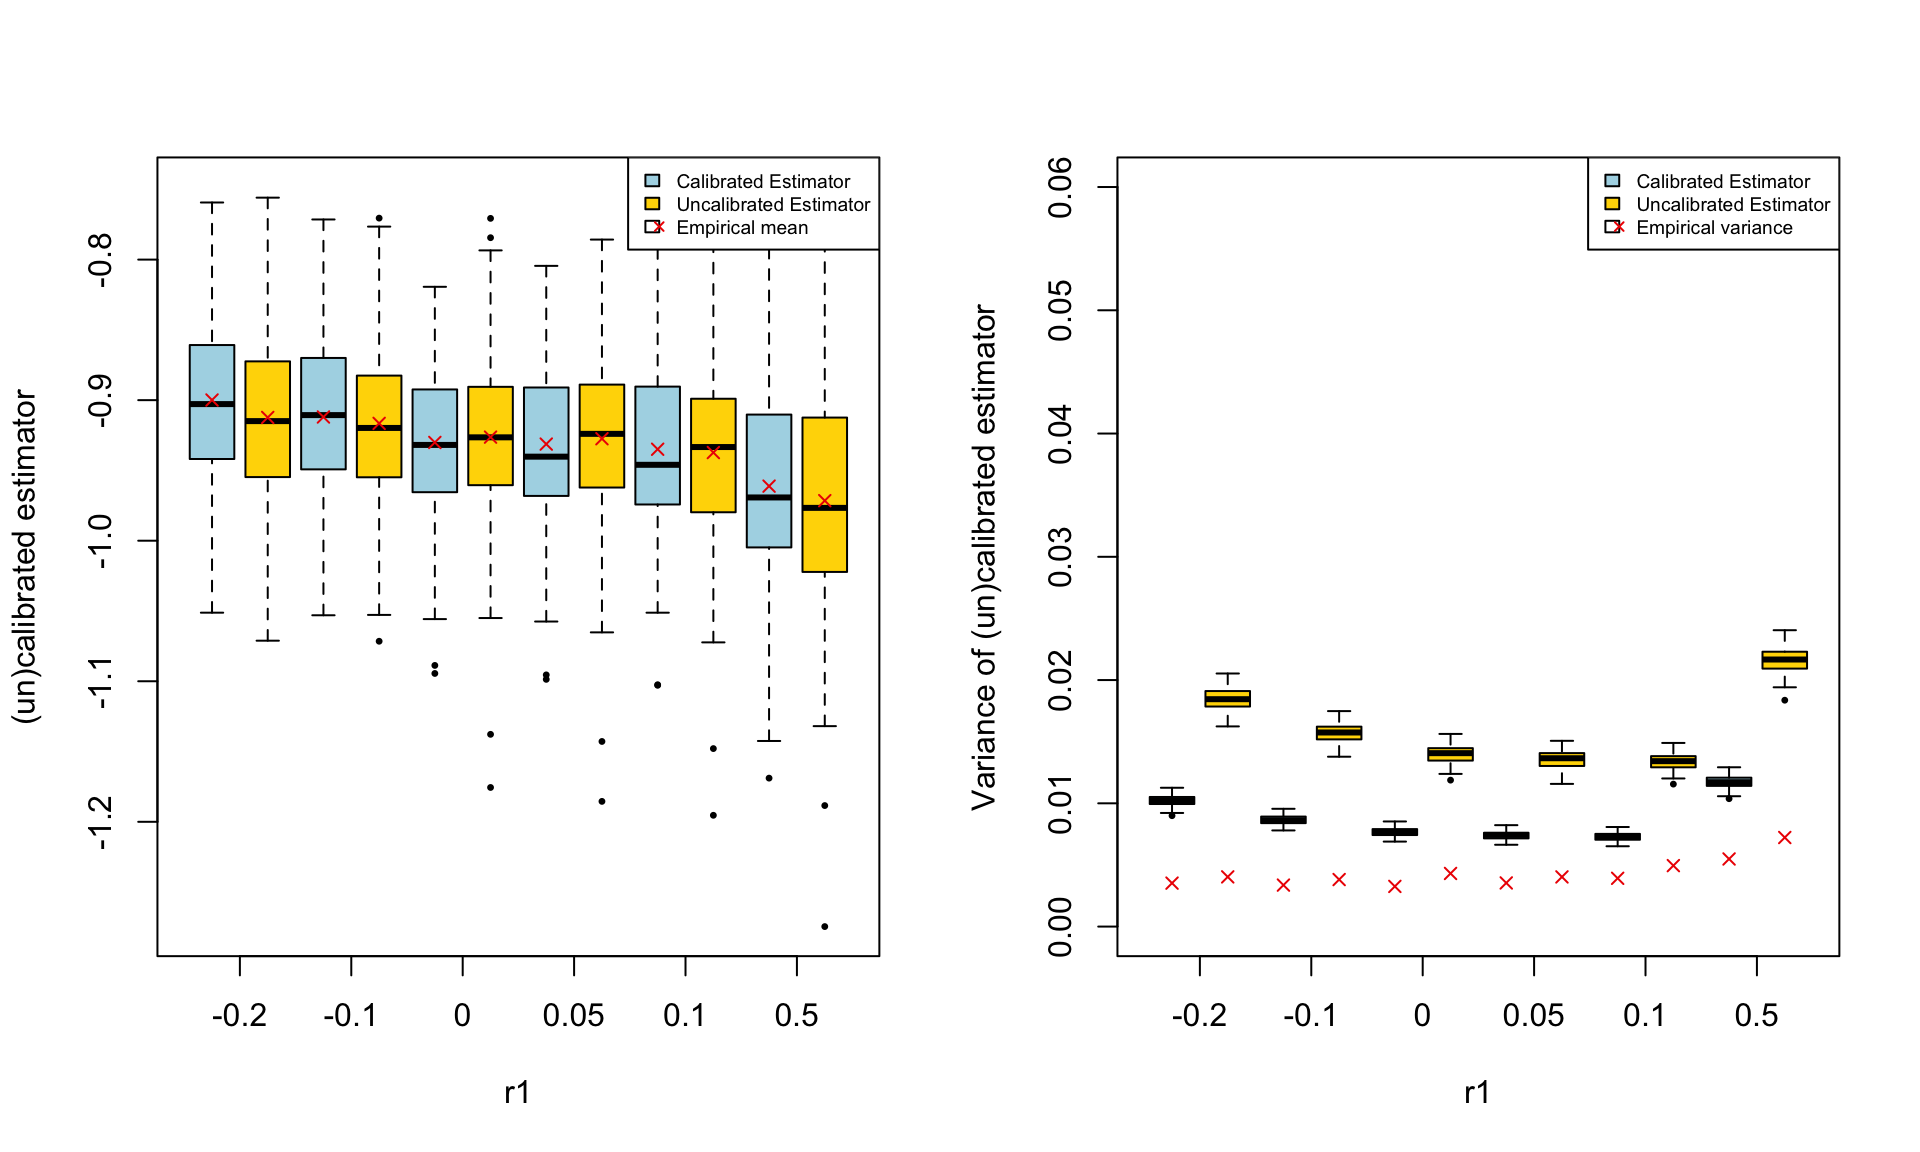 Calibrated Estimator
Uncalibrated Estimator
Empirical mean
(un)calibrated estimator
-0.8
-0.9
-1.0
-1.1
-1.2
-0.2 -0.1 0 0.05 0.1 0.5
r1
Calibrated Estimator
Uncalibrated Estimator
Empirical variance
Variance of (un)calibrated estimator
0.06
0.05
0.04
0.03
0.02
0.01
0.00
-0.2 -0.1 0 0.05 0.1 0.5
r1